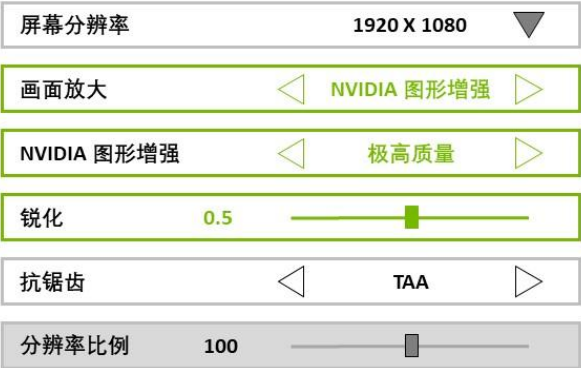 屏幕分辨率 1920 X 1080
画面放大 NVIDIA 图形增强
NVIDIA 图形增强 极高质量
锐化 0.5
抗锯齿 TAA
分辨率比例 100